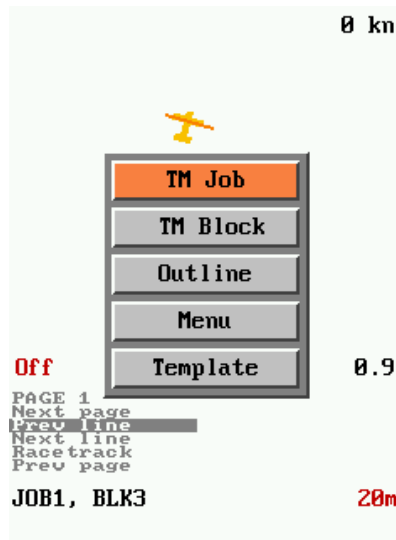 0 kn
TM Job
TM Block
Outline
Menu
Template
Off
0.9
PAGE 1
Next page
Prev line
Next line
Racetrack
Prev page
JOB1, BLK3
20m